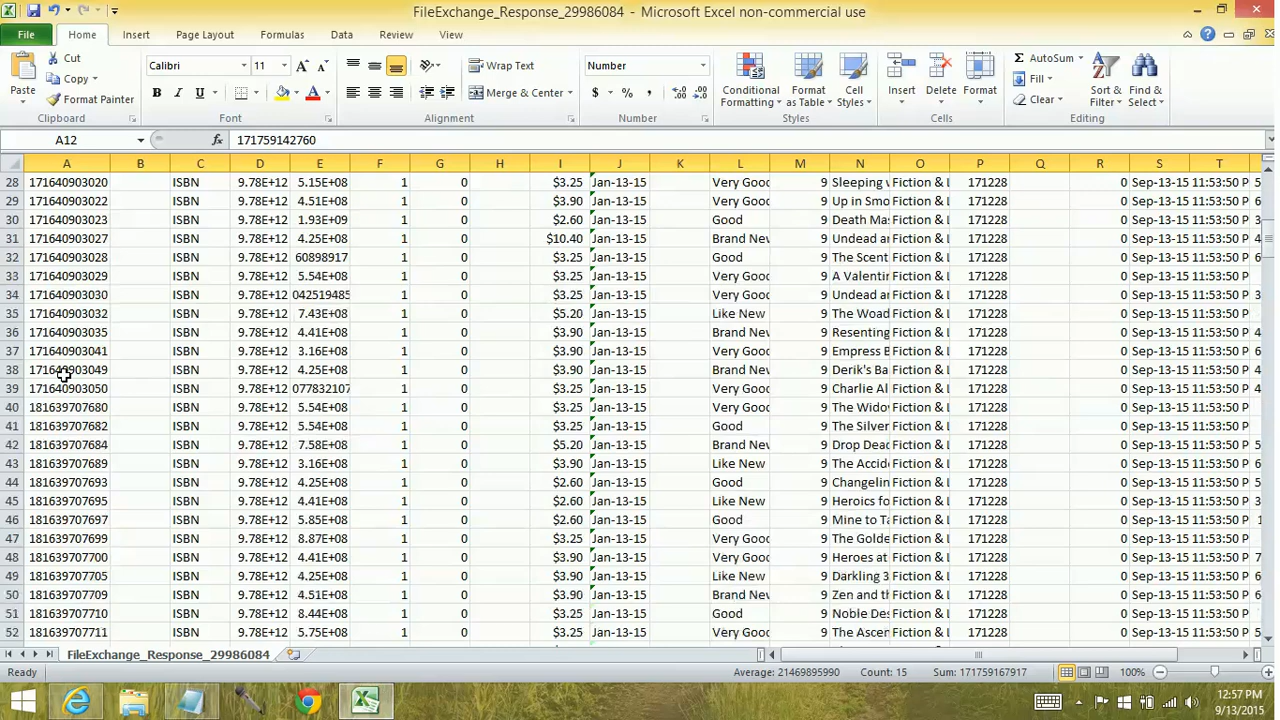 FileExchange_Response_29986084 - Microsoft Excel non-commercial use
File Home Insert Page Layout Formulas Data Review View
Paste Cut Copy Format Painter Clipboard
Calibri 11 B I U A Font
Wrap Text Merge & Center Alignment
Number $ % , Number
Conditional Formatting Format as Table Cell Styles Styles
Insert Delete Format Cells
AutoSum Fill Clear Sort & Filter Find & Select Editing
A12 fx 171759142760
A B C D E F G H I J K L M N O P Q R S T
28 171640903020 ISBN 9.78E+12 5.15E+08 1 0 $3.25 Jan-13-15 Very Good 9 Sleeping v Fiction & L 171228 0 Sep-13-15 11:53:50 P 5
29 171640903022 ISBN 9.78E+12 4.51E+08 1 0 $3.90 Jan-13-15 Very Good 9 Up in Smo Fiction & L 171228 0 Sep-13-15 11:53:50 P 6
30 171640903023 ISBN 9.78E+12 1.93E+09 1 0 $2.60 Jan-13-15 Good 9 Death Mas Fiction & L 171228 0 Sep-13-15 11:53:50 P
31 171640903027 ISBN 9.78E+12 4.25E+08 1 0 $10.40 Jan-13-15 Brand New 9 Undead an Fiction & L 171228 0 Sep-13-15 11:53:50 P 4
32 171640903028 ISBN 9.78E+12 60898917 1 0 $3.25 Jan-13-15 Good 9 The Scent Fiction & L 171228 0 Sep-13-15 11:53:50 P 6
33 171640903029 ISBN 9.78E+12 5.54E+08 1 0 $3.25 Jan-13-15 Very Good 9 A Valentin Fiction & L 171228 0 Sep-13-15 11:53:50 P
34 171640903030 ISBN 9.78E+12 042519485 1 0 $3.25 Jan-13-15 Very Good 9 Undead an Fiction & L 171228 0 Sep-13-15 11:53:50 P 3
35 171640903032 ISBN 9.78E+12 7.43E+08 1 0 $5.20 Jan-13-15 Like New 9 The Woad Fiction & L 171228 0 Sep-13-15 11:53:50 P
36 171640903035 ISBN 9.78E+12 4.41E+08 1 0 $3.90 Jan-13-15 Brand New 9 Resenting Fiction & L 171228 0 Sep-13-15 11:53:50 P 4
37 171640903041 ISBN 9.78E+12 3.16E+08 1 0 $3.90 Jan-13-15 Brand New 9 Empress B Fiction & L 171228 0 Sep-13-15 11:53:50 P
38 171640903049 ISBN 9.78E+12 4.25E+08 1 0 $3.90 Jan-13-15 Brand New 9 Derik's Ba Fiction & L 171228 0 Sep-13-15 11:53:50 P 4
39 171640903050 ISBN 9.78E+12 077832107 1 0 $3.25 Jan-13-15 Very Good 9 Charlie Al Fiction & L 171228 0 Sep-13-15 11:53:50 P 4
40 181639707680 ISBN 9.78E+12 5.54E+08 1 0 $3.25 Jan-13-15 Very Good 9 The Widow Fiction & L 171228 0 Sep-13-15 11:53:50 P
41 181639707682 ISBN 9.78E+12 5.54E+08 1 0 $3.25 Jan-13-15 Good 9 The Silver Fiction & L 171228 0 Sep-13-15 11:53:50 P
42 181639707684 ISBN 9.78E+12 7.58E+08 1 0 $5.20 Jan-13-15 Brand New 9 Drop Dead Fiction & L 171228 0 Sep-13-15 11:53:50 P 5
43 181639707689 ISBN 9.78E+12 3.16E+08 1 0 $3.90 Jan-13-15 Like New 9 The Accid Fiction & L 171228 0 Sep-13-15 11:53:50 P 6
44 181639707693 ISBN 9.78E+12 4.25E+08 1 0 $2.60 Jan-13-15 Good 9 Changelin Fiction & L 171228 0 Sep-13-15 11:53:50 P 6
45 181639707695 ISBN 9.78E+12 4.41E+08 1 0 $2.60 Jan-13-15 Like New 9 Heroics fo Fiction & L 171228 0 Sep-13-15 11:53:50 P 4
46 181639707697 ISBN 9.78E+12 5.85E+08 1 0 $2.60 Jan-13-15 Good 9 Mine to Ta Fiction & L 171228 0 Sep-13-15 11:53:50 P 1
47 181639707699 ISBN 9.78E+12 8.87E+08 1 0 $3.25 Jan-13-15 Very Good 9 The Golde Fiction & L 171228 0 Sep-13-15 11:53:50 P 6
48 181639707700 ISBN 9.78E+12 4.41E+08 1 0 $3.90 Jan-13-15 Very Good 9 Heroes at Fiction & L 171228 0 Sep-13-15 11:53:50 P 7
49 181639707705 ISBN 9.78E+12 4.25E+08 1 0 $3.90 Jan-13-15 Like New 9 Darkling 3 Fiction & L 171228 0 Sep-13-15 11:53:50 P 6
50 181639707709 ISBN 9.78E+12 4.51E+08 1 0 $3.90 Jan-13-15 Brand New 9 Zen and th Fiction & L 171228 0 Sep-13-15 11:53:50 P 6
51 181639707710 ISBN 9.78E+12 8.44E+08 1 0 $3.25 Jan-13-15 Good 9 Noble Des Fiction & L 171228 0 Sep-13-15 11:53:50 P 6
52 181639707711 ISBN 9.78E+12 5.75E+08 1 0 $3.25 Jan-13-15 Very Good 9 The Ascen Fiction & L 171228 0 Sep-13-15 11:53:50 P 6
FileExchange_Response_29986084
Ready Average: 21469895990 Count: 15 Sum: 171759167917 100%
12:57 PM
9/13/2015